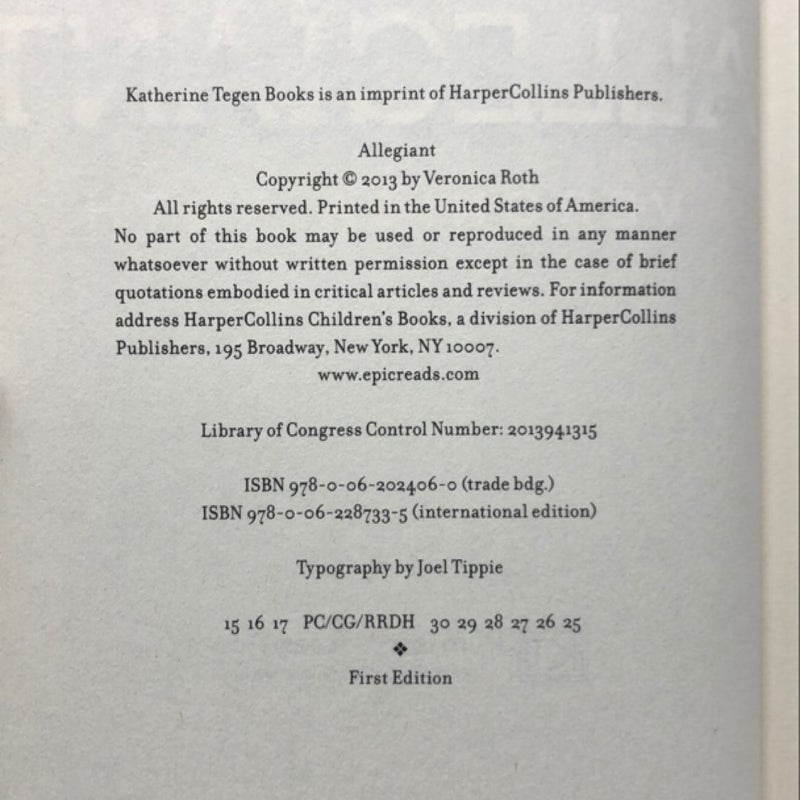 Katherine Tegen Books is an imprint of HarperCollins Publishers.
Allegiant
Copyright © 2013 by Veronica Roth
All rights reserved. Printed in the United States of America.
No part of this book may be used or reproduced in any manner
whatsoever without written permission except in the case of brief
quotations embodied in critical articles and reviews. For information
address HarperCollins Children's Books, a division of HarperCollins
Publishers, 195 Broadway, New York, NY 10007.
www.epicreads.com
Library of Congress Control Number: 2013941315
ISBN 978-0-06-202406-0 (trade bdg.)
ISBN 978-0-06-228733-5 (international edition)
Typography by Joel Tippie
15 16 17 PC/CG/RRDH 30 29 28 27 26 25
❖
First Edition